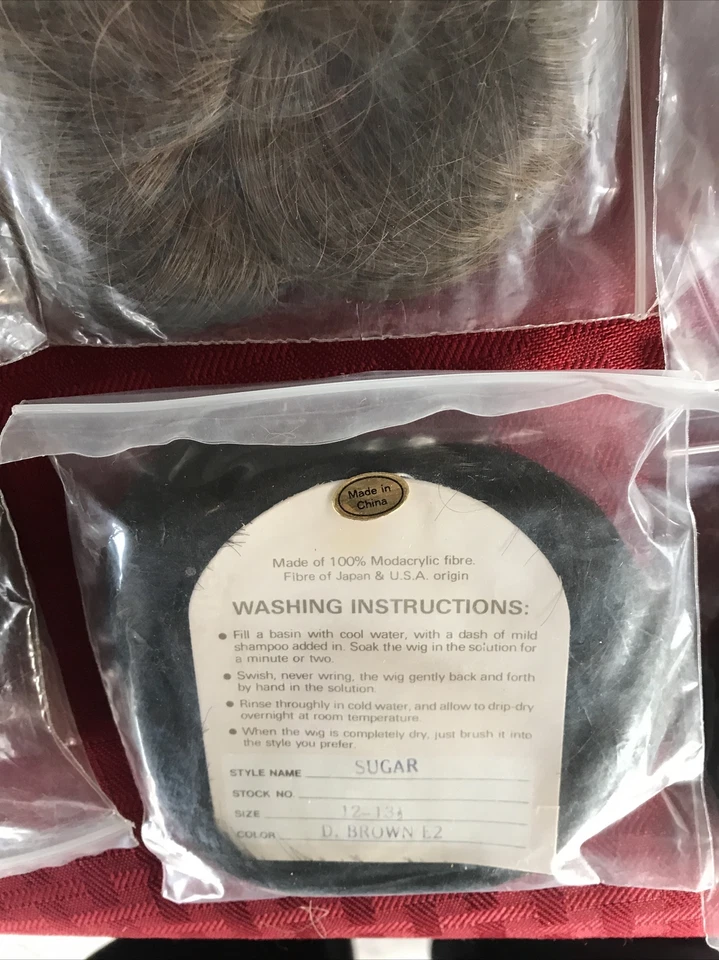 Made in
China
Made of 100% Modacrylic fibre.
Fibre of Japan & U.S.A. origin
WASHING INSTRUCTIONS:
● Fill a basin with cool water, with a dash of mild
shampoo added in. Soak the wig in the solution for
a minute or two.
● Swish, never wring, the wig gently back and forth
by hand in the solution.
● Rinse throughly in cold water, and allow to drip-dry
overnight at room temperature.
● When the wig is completely dry, just brush it into
the style you prefer.
STYLE NAME SUGAR
STOCK NO.
SIZE 12-13½
COLOR D. BROWN E2